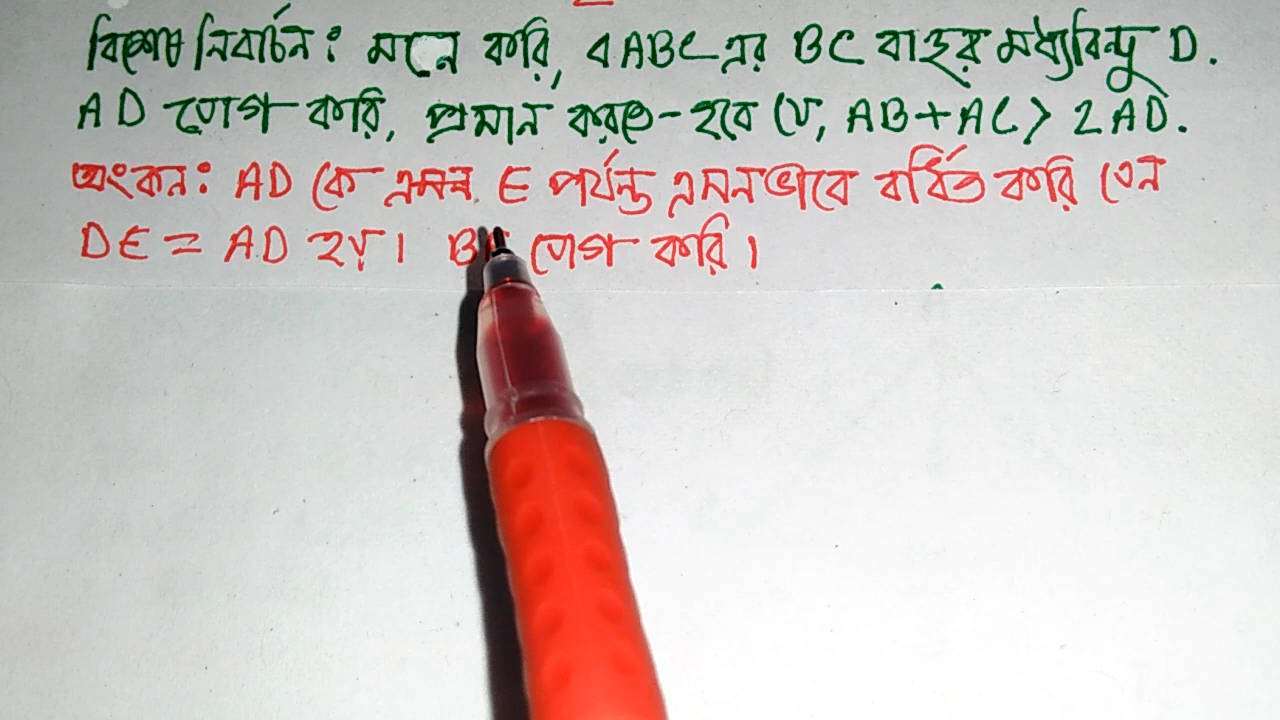 বিশেষ নিবার্চন: মনে করি, ∆ABC এর BC বাহুর মধ্যবিন্দু D.
AD যোগ করি, প্রমান করতে-হবে যে, AB+AC> 2AD.
অংকন: AD কে E পর্যন্ত এমনভাবে বর্ধিত করি যেন
DE = AD হয়। যোগ করি।